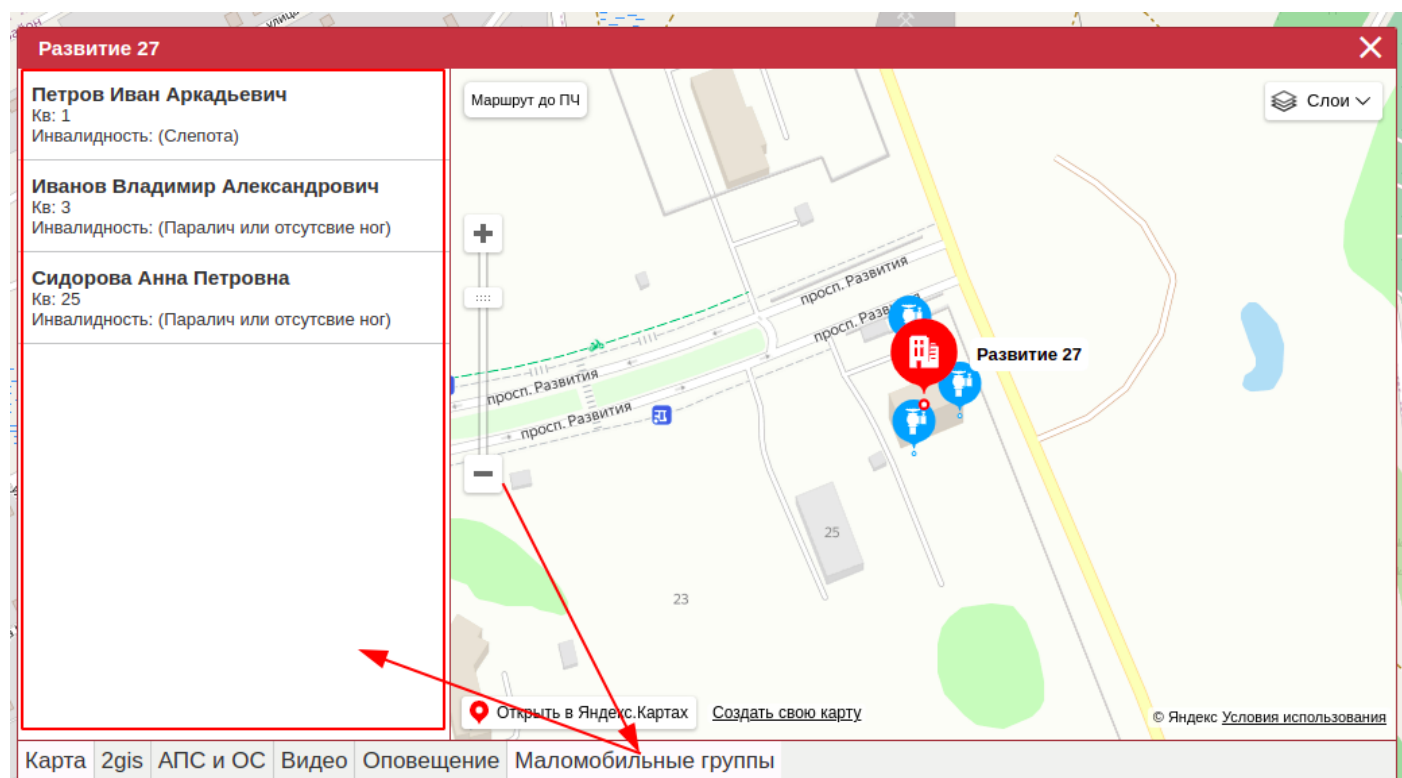 улица
Развитие 27
Петров Иван Аркадьевич
Кв: 1
Инвалидность: (Слепота)
Иванов Владимир Александрович
Кв: 3
Инвалидность: (Паралич или отсутсвие ног)
Сидорова Анна Петровна
Кв: 25
Инвалидность: (Паралич или отсутсвие ног)
Маршрут до ПЧ
Слои
просп. Развития
просп. Разв
Развитие 27
просп. Развития
просп. Развития
25
23
Открыть в Яндекс.Картах
Создать свою карту
© Яндекс Условия использования
Карта
2gis
АПС и ОС
Видео
Оповещение
Маломобильные группы